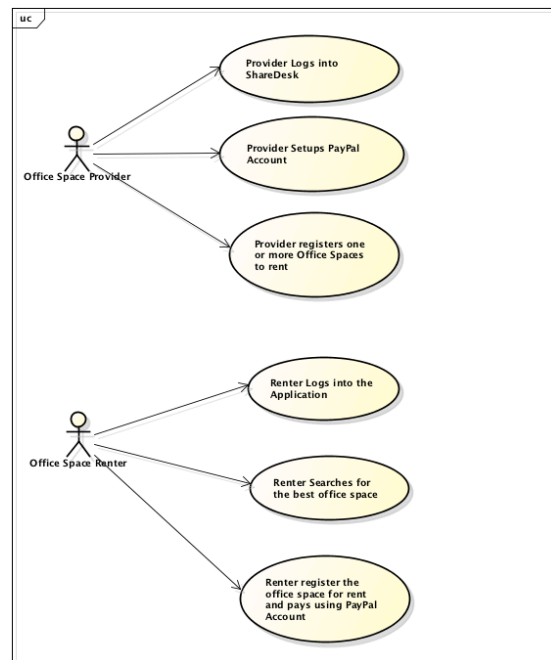 uc
Provider Logs into
ShareDesk
Provider Setups PayPal
Account
Office Space Provider
Provider registers one
or more Office Spaces
to rent
Renter Logs into the
Application
Office Space Renter
Renter Searches for
the best office space
Renter register the
office space for rent
and pays using PayPal
Account